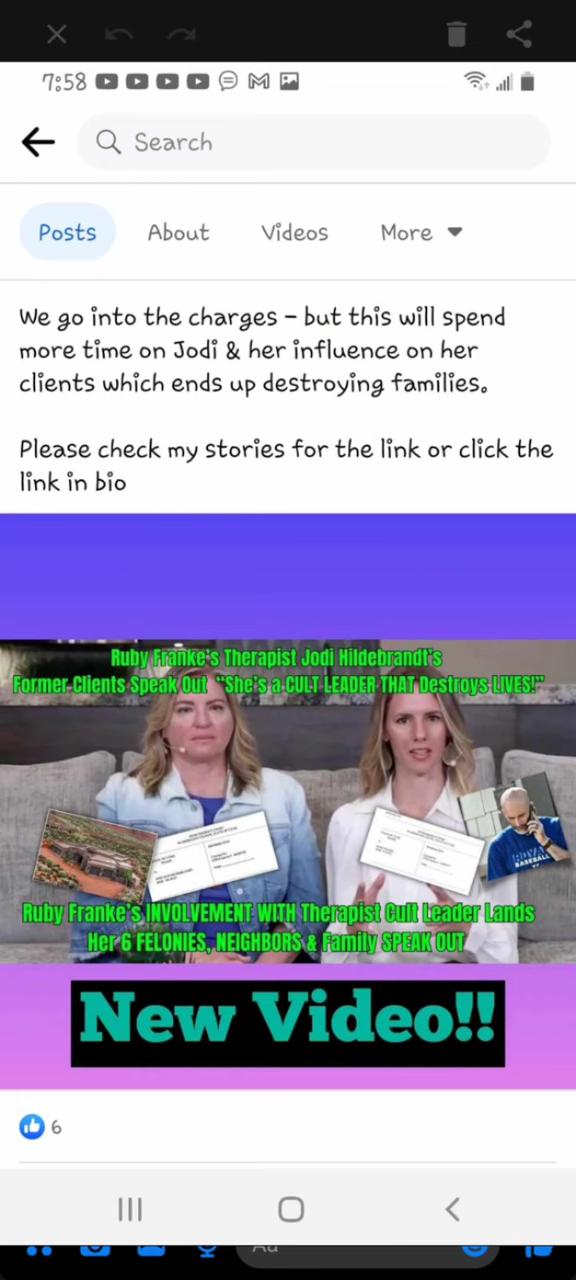 7:58
Search
Posts About Videos More
We go into the charges – but this will spend
more time on Jodi & her influence on her
clients which ends up destroying families.
Please check my stories for the link or click the
link in bio
Ruby Franke's Therapist Jodi Hildebrandt's
Former Clients Speak Out "She's a CULT LEADER THAT Destroys LIVES!"
ROYAL
BASEBALL
Ruby Franke's INVOLVEMENT WITH Therapist Cult Leader Lands
Her 6 FELONIES, NEIGHBORS & Family SPEAK OUT
New Video!!
6
Aa